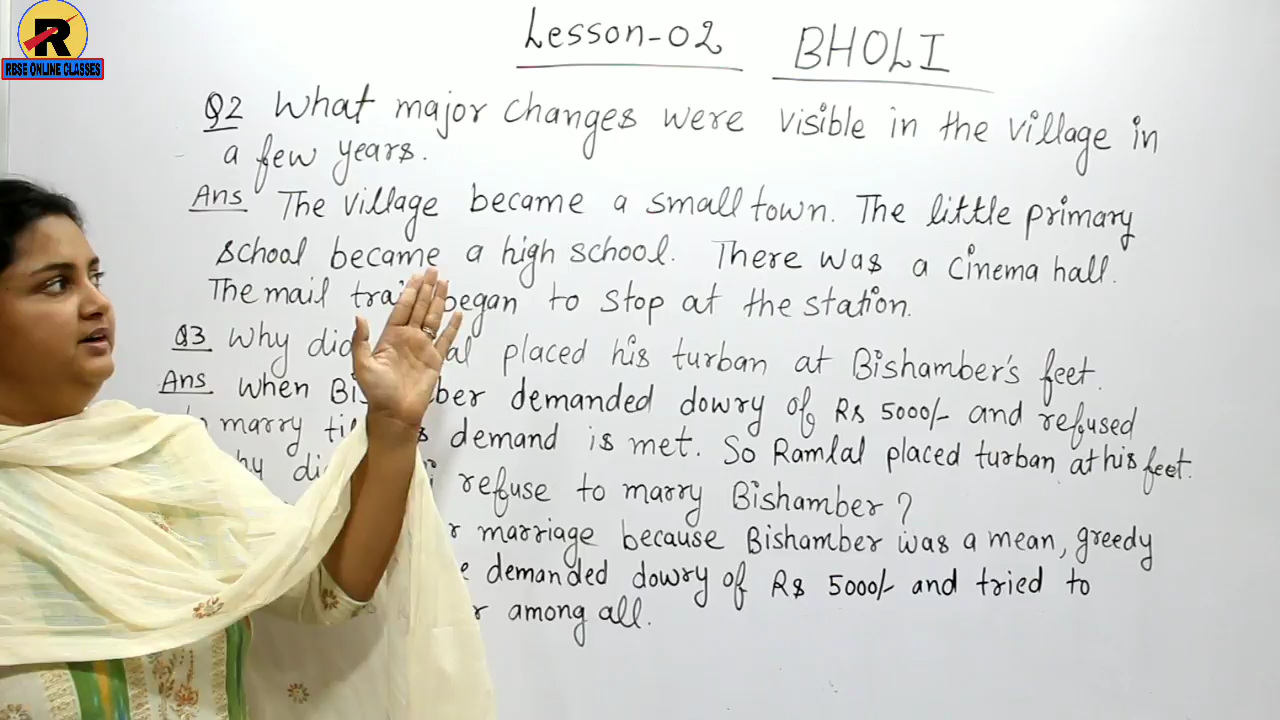 R
RBSE ONLINE CLASSES
Lesson-02 BHOLI
Q2 What major changes were visible in the village in
a few years.
Ans The village became a small town. The little primary
school became a high school. There was a cinema hall.
The mail began to stop at the station.
Q3 Why placed his turban at Bishamber's feet.
Ans when demanded dowry of Rs 5000/- and refused
marry demand is met. So Ramlal placed turban at his feet.
refuse to marry Bishamber?
marriage because Bishamber was a mean, greedy
demanded dowry of Rs 5000/- and tried to
among all.